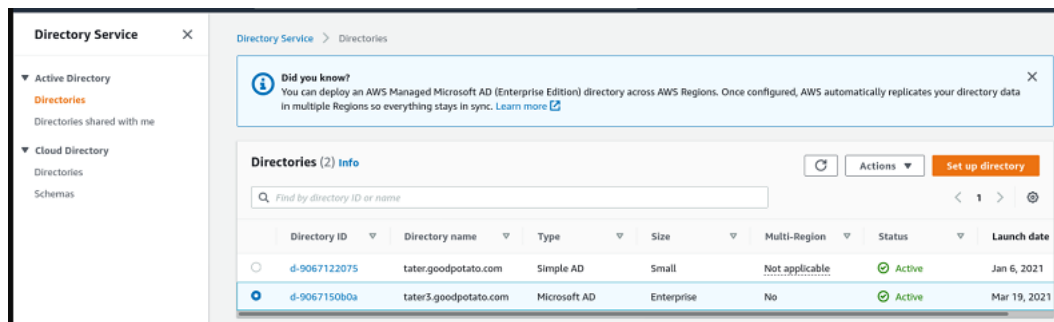 Directory Service
Active Directory
Directories
Directories shared with me
Cloud Directory
Directories
Schemas
Directory Service > Directories
Did you know?
You can deploy an AWS Managed Microsoft AD (Enterprise Edition) directory across AWS Regions. Once configured, AWS automatically replicates your directory data
in multiple Regions so everything stays in sync. Learn more
Directories (2) Info
Actions
Set up directory
Find by directory ID or name
1
Directory ID Directory name Type Size Multi-Region Status Launch date
d-9067122075 tater.goodpotato.com Simple AD Small Not applicable Active Jan 6, 2021
d-9067150b0a tater3.goodpotato.com Microsoft AD Enterprise No Active Mar 19, 2021